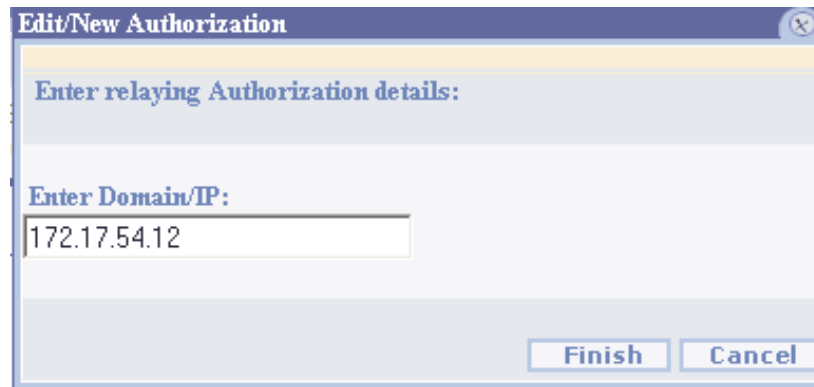 Edit/New Authorization
Enter relaying Authorization details:
Enter Domain/IP:
172.17.54.12
Finish Cancel